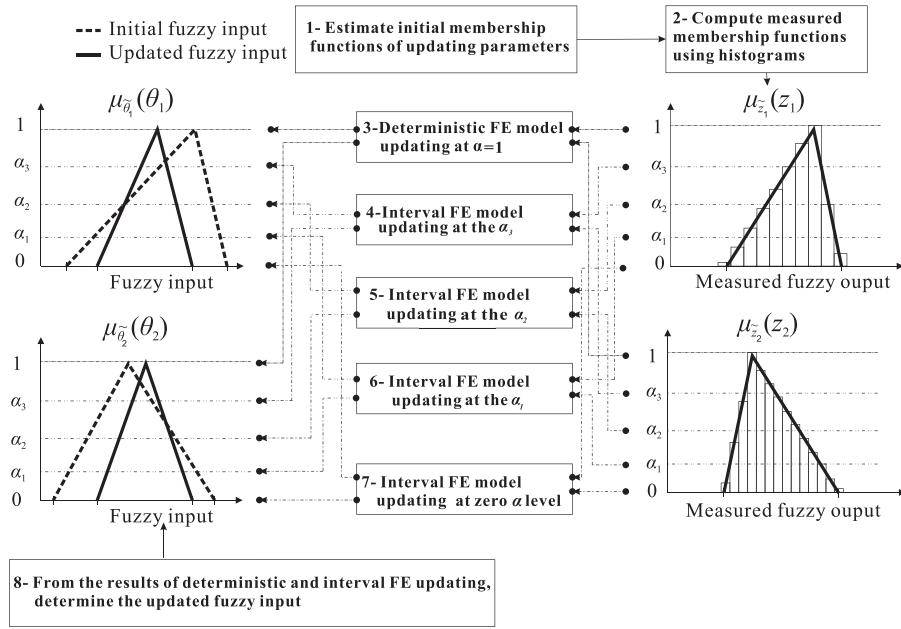 Initial fuzzy input
Updated fuzzy input
1- Estimate initial membership
functions of updating parameters
2- Compute measured
membership functions
using histograms
μ_θ̃₁(θ₁)
1
α₃
α₂
α₁
0
Fuzzy input
μ_θ̃₂(θ₂)
1
α₃
α₂
α₁
0
Fuzzy input
3-Deterministic FE model
updating at α=1
4-Interval FE model
updating at the α₃
5- Interval FE model
updating at the α₂
6- Interval FE model
updating at the α₁
7- Interval FE model
updating at zero α level
μ_z̃₁(z₁)
1
α₃
α₂
α₁
0
Measured fuzzy ouput
μ_z̃₂(z₂)
1
α₃
α₂
α₁
0
Measured fuzzy ouput
8- From the results of deterministic and interval FE updating,
determine the updated fuzzy input